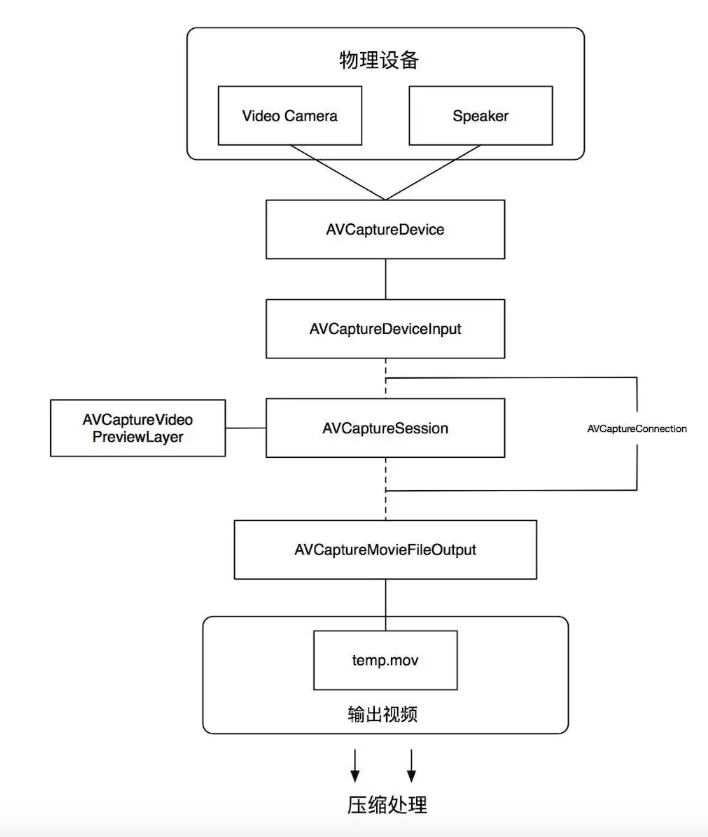 物理设备
Video Camera
Speaker
AVCaptureDevice
AVCaptureDeviceInput
AVCaptureVideo
PreviewLayer
AVCaptureSession
AVCaptureConnection
AVCaptureMovieFileOutput
temp.mov
输出视频
压缩处理